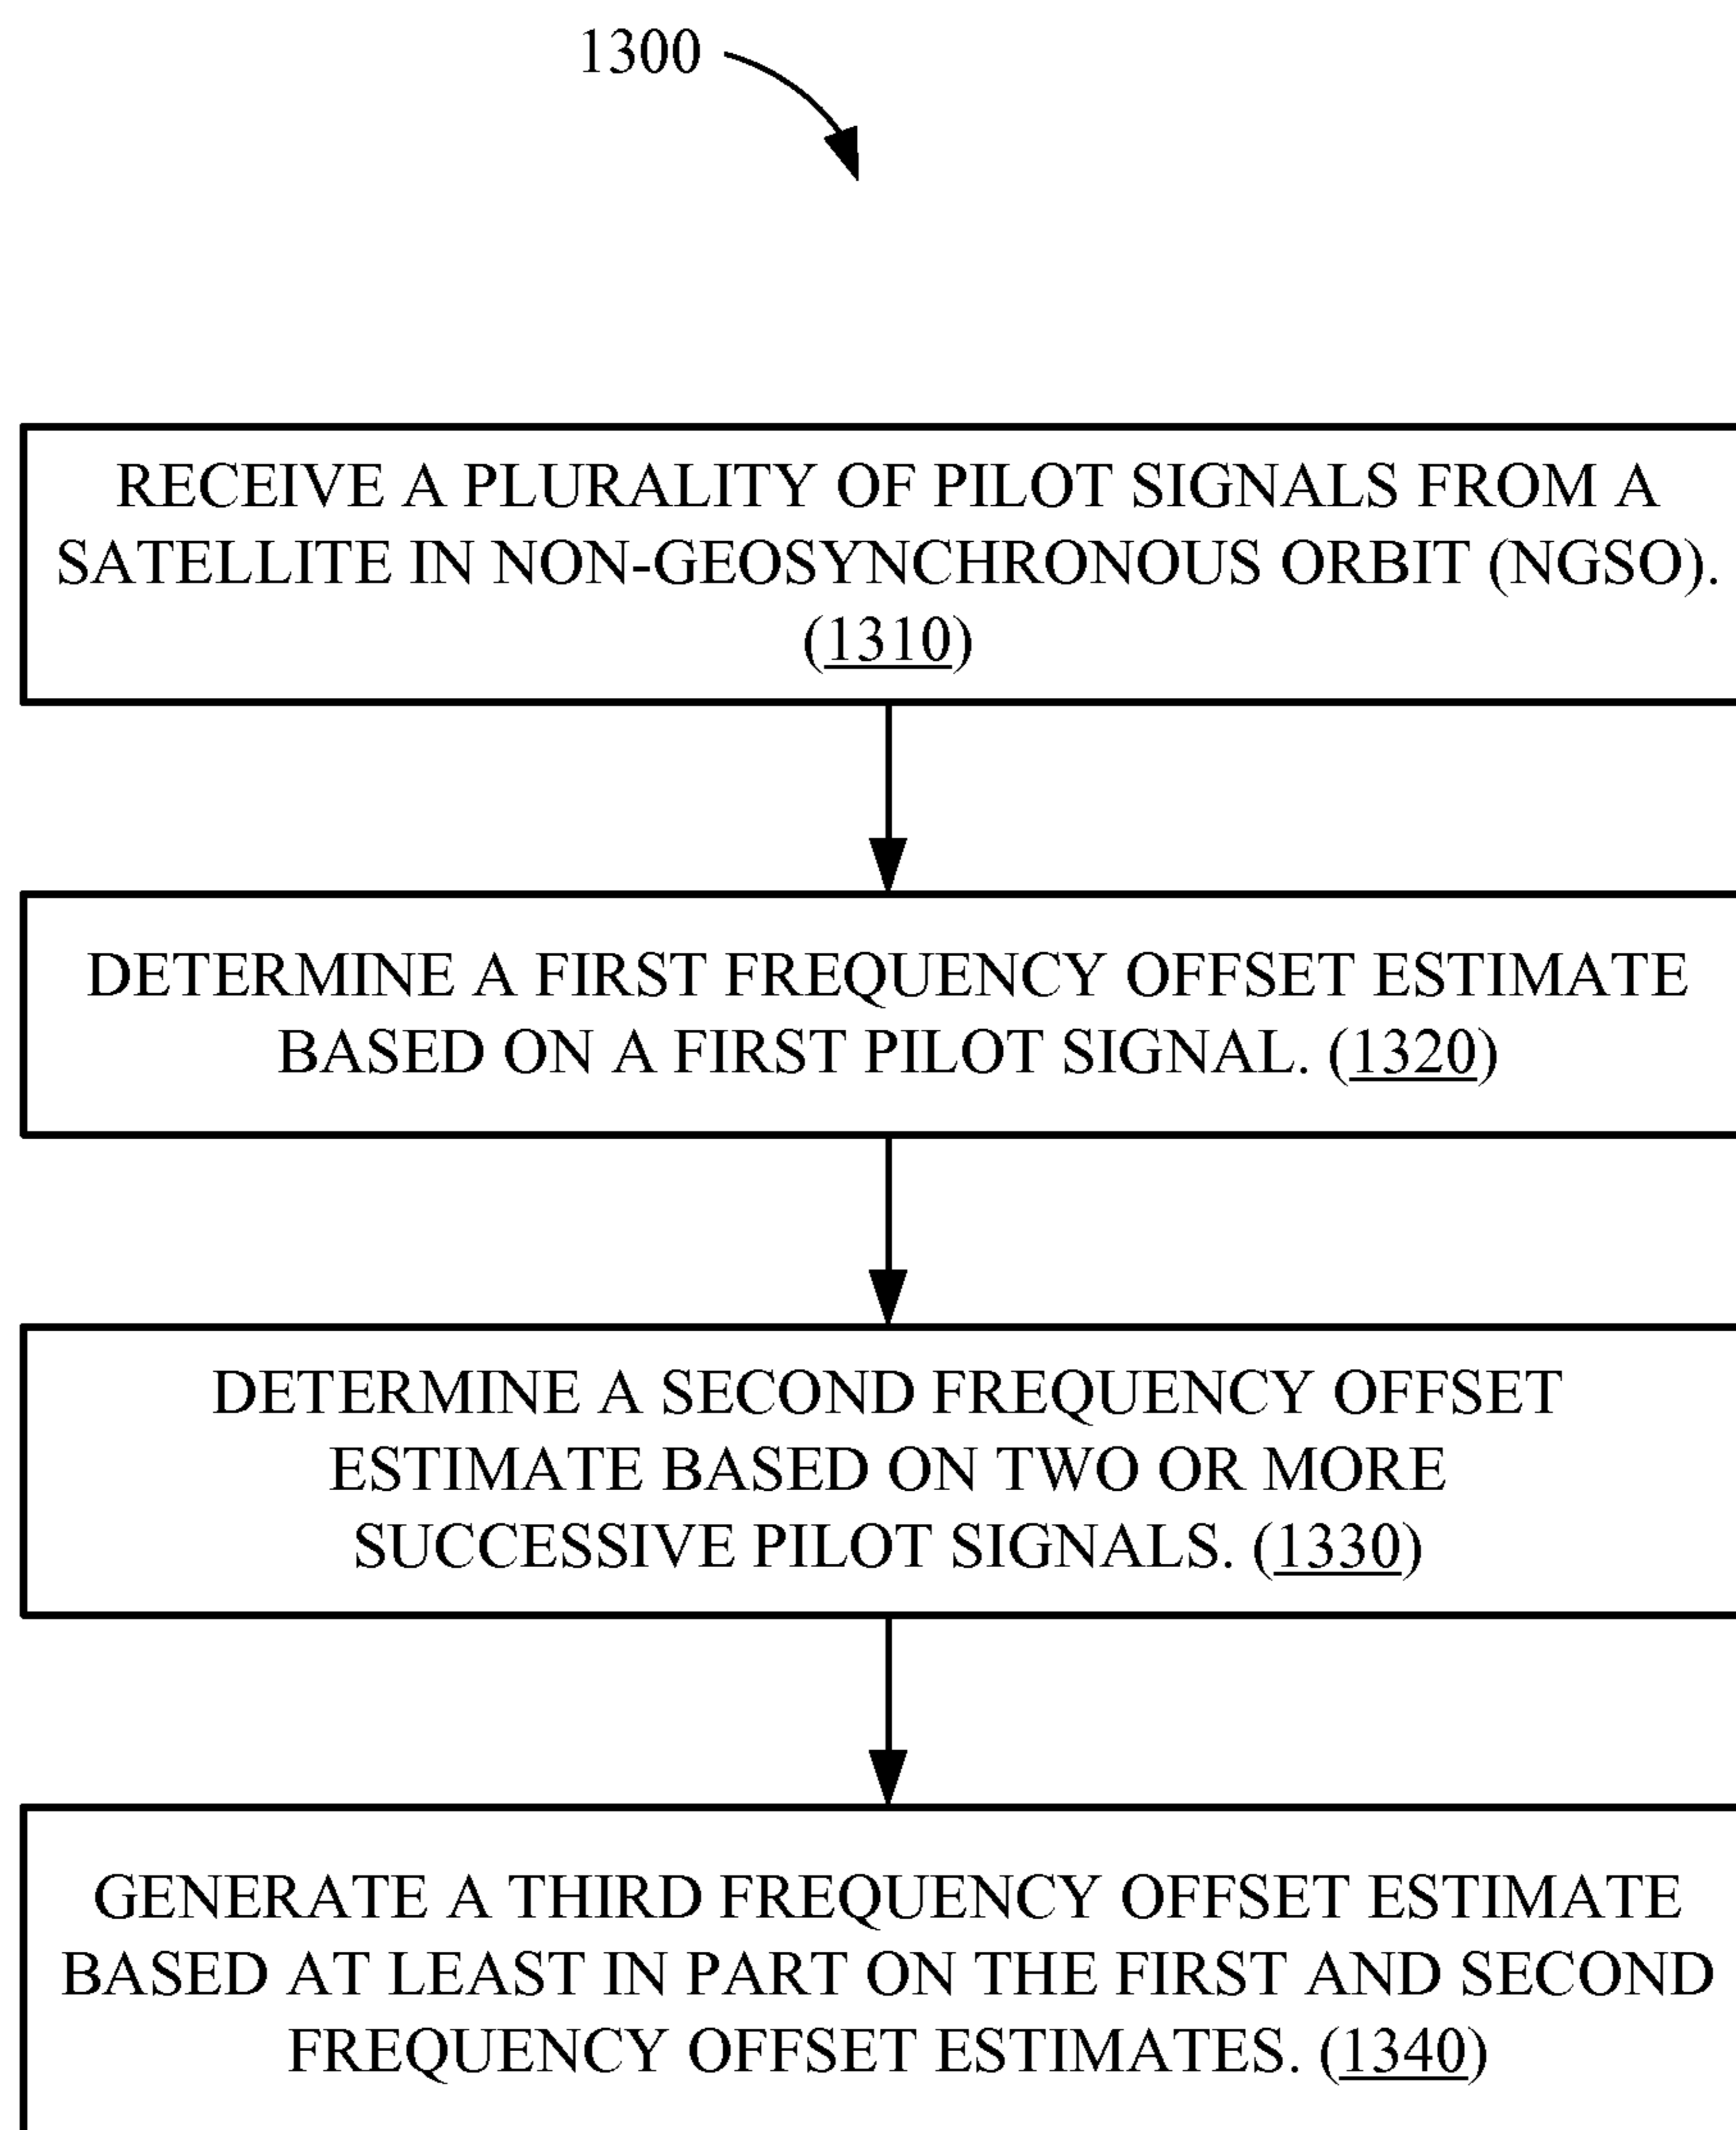 1300
RECEIVE A PLURALITY OF PILOT SIGNALS FROM A
SATELLITE IN NON-GEOSYNCHRONOUS ORBIT (NGSO).
(1310)
DETERMINE A FIRST FREQUENCY OFFSET ESTIMATE
BASED ON A FIRST PILOT SIGNAL. (1320)
DETERMINE A SECOND FREQUENCY OFFSET
ESTIMATE BASED ON TWO OR MORE
SUCCESSIVE PILOT SIGNALS. (1330)
GENERATE A THIRD FREQUENCY OFFSET ESTIMATE
BASED AT LEAST IN PART ON THE FIRST AND SECOND
FREQUENCY OFFSET ESTIMATES. (1340)